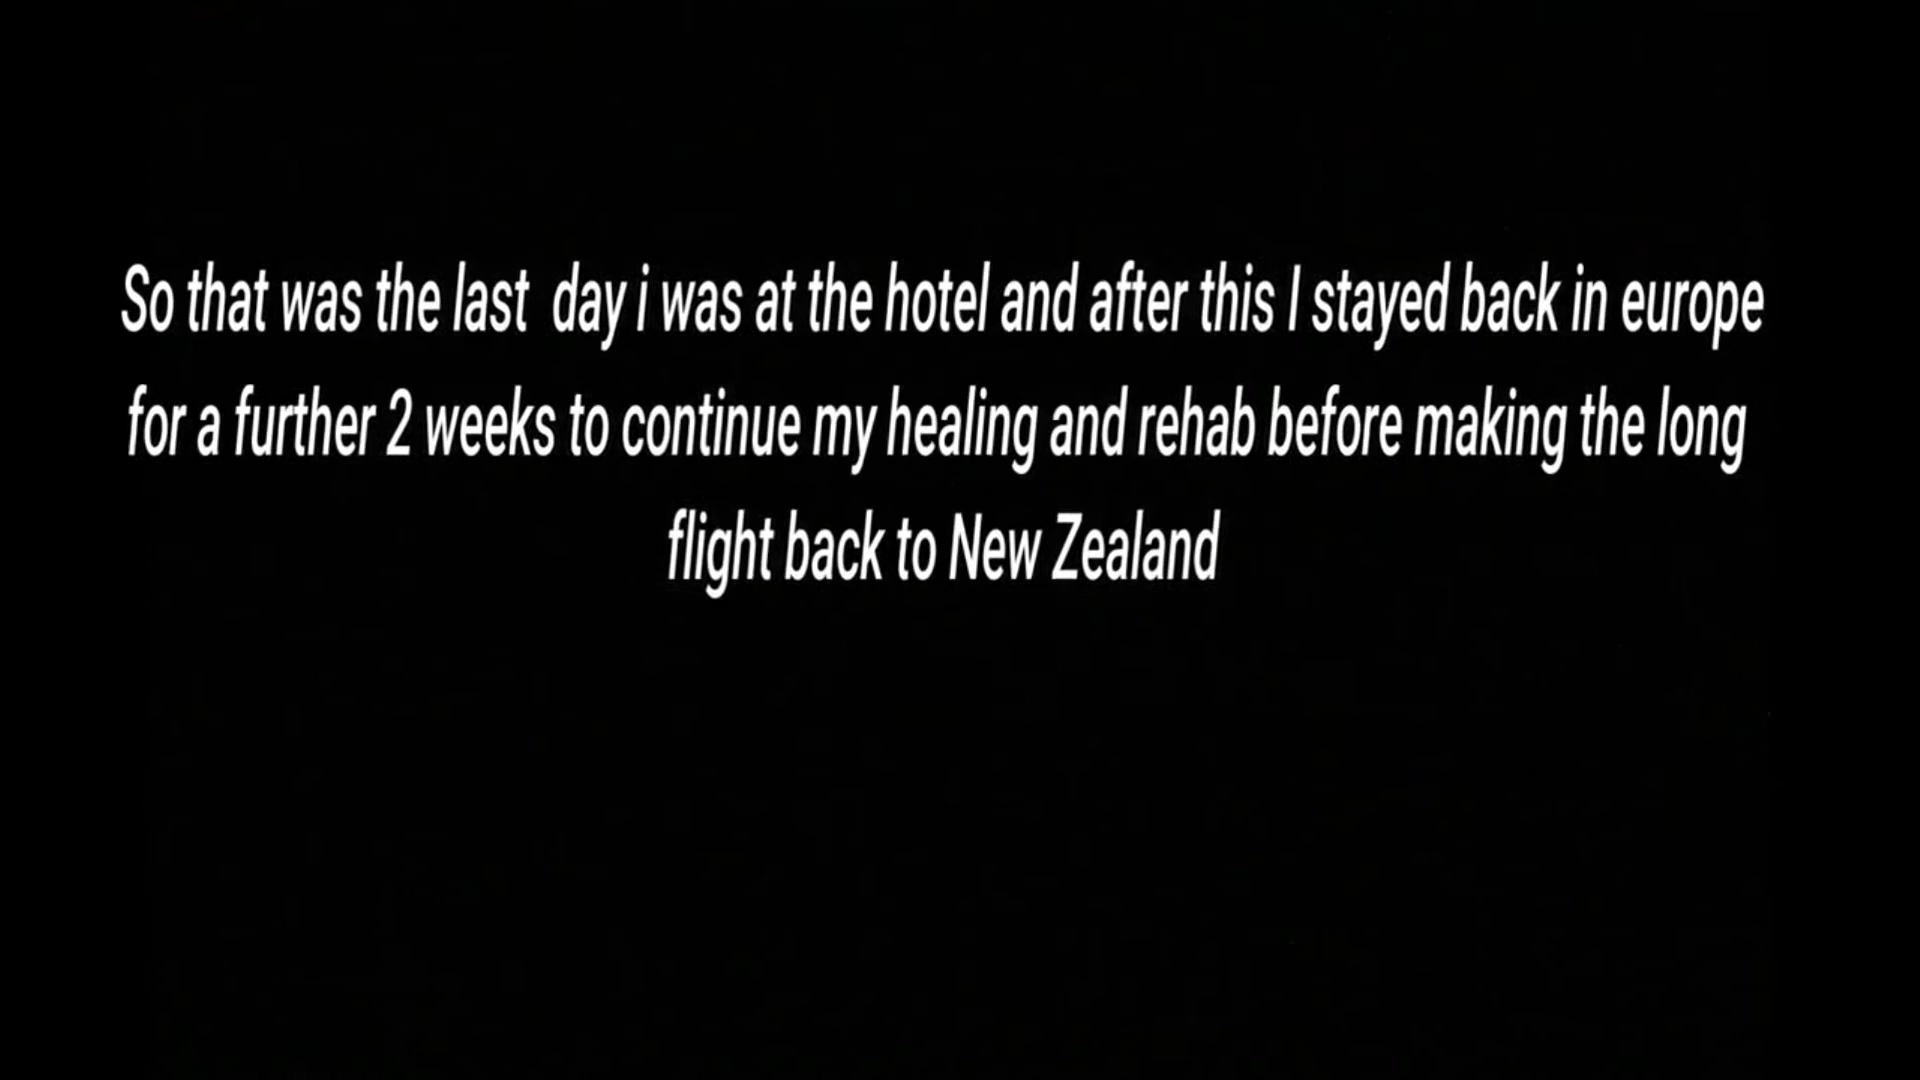 So that was the last  day i was at the hotel and after this I stayed back in europe
for a further 2 weeks to continue my healing and rehab before making the long
flight back to New Zealand